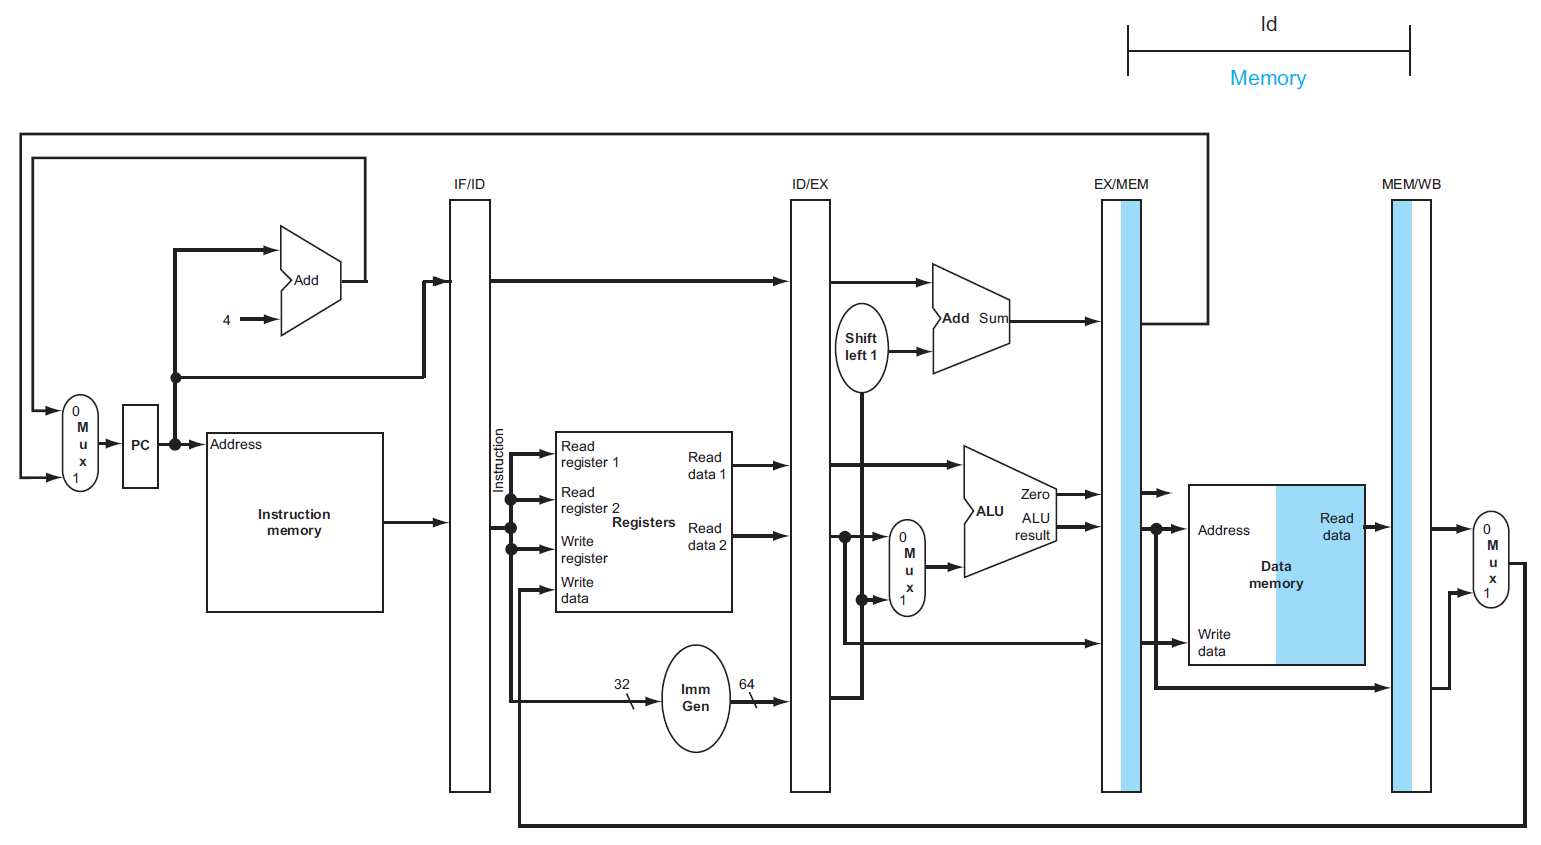 ld
Memory
IF/ID
ID/EX
EX/MEM
MEM/WB
Add
4
Add Sum
Shift
left 1
0
M
u
x
1
PC
Address
Instruction
memory
Instruction
Read
register 1
Read
register 2
Write
register
Write
data
Registers
Read
data 1
Read
data 2
32
Imm
Gen
64
0
M
u
x
1
Zero
ALU
ALU
result
Address
Read
data
Data
memory
Write
data
0
M
u
x
1